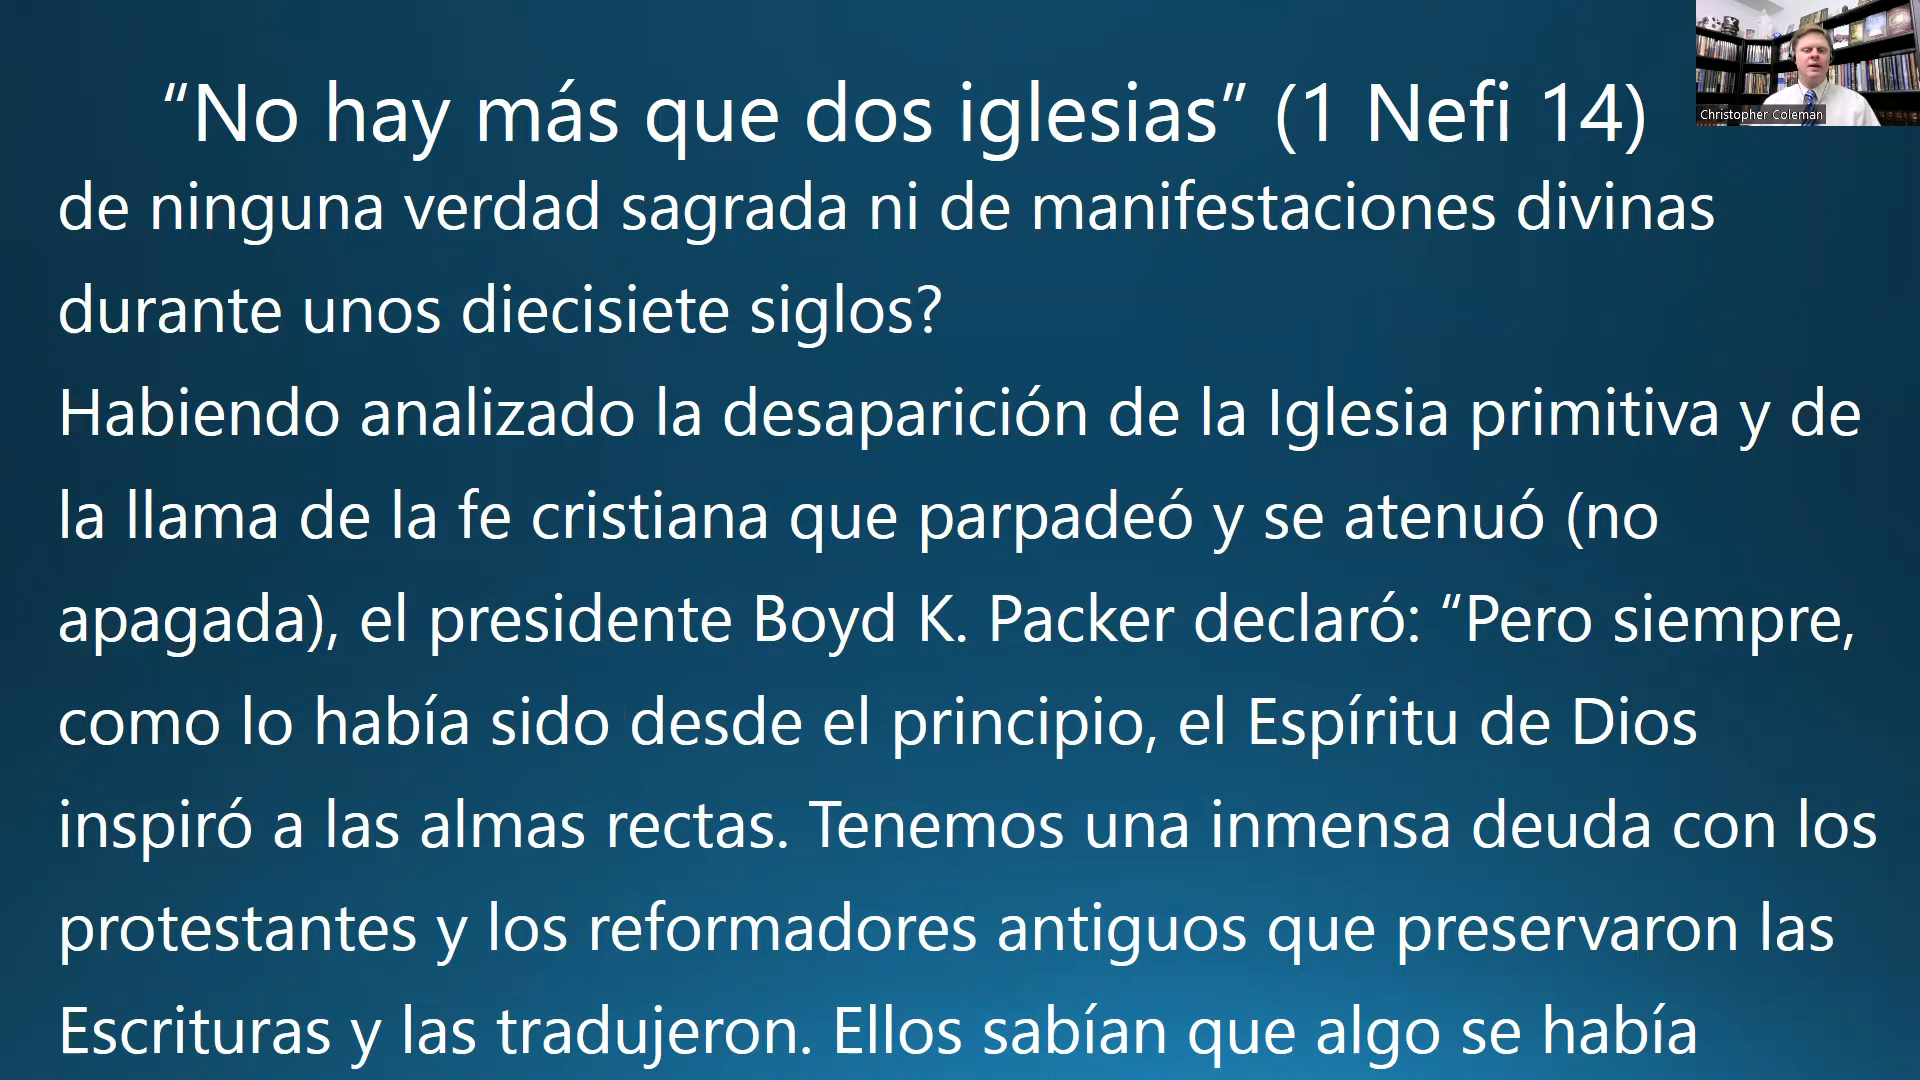 “No hay más que dos iglesias” (1 Nefi 14)
Christopher Coleman
de ninguna verdad sagrada ni de manifestaciones divinas
durante unos diecisiete siglos?
Habiendo analizado la desaparición de la Iglesia primitiva y de
la llama de la fe cristiana que parpadeó y se atenuó (no
apagada), el presidente Boyd K. Packer declaró: “Pero siempre,
como lo había sido desde el principio, el Espíritu de Dios
inspiró a las almas rectas. Tenemos una inmensa deuda con los
protestantes y los reformadores antiguos que preservaron las
Escrituras y las tradujeron. Ellos sabían que algo se había